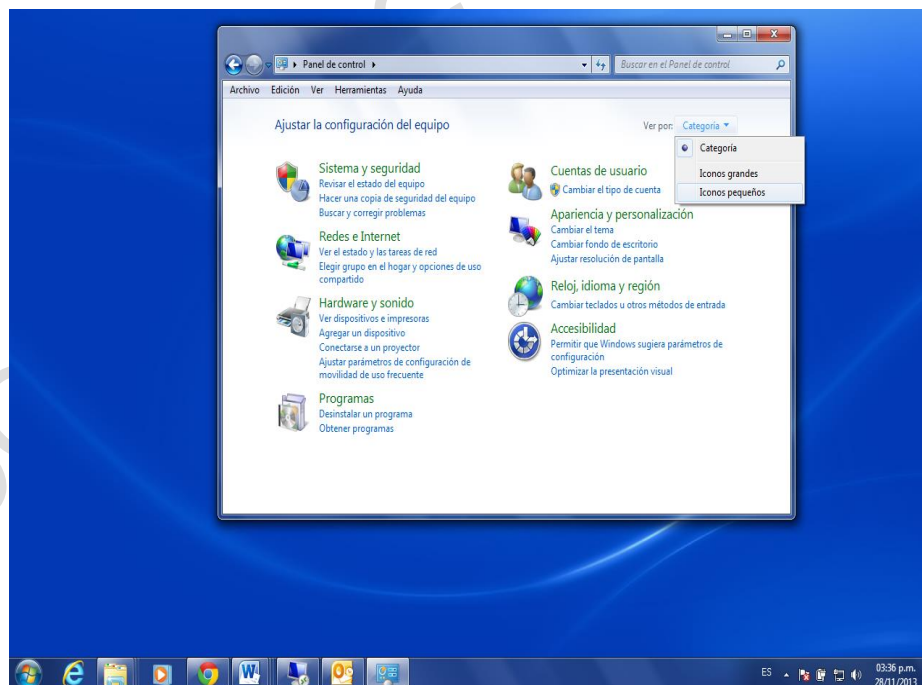 Panel de control
Buscar en el Panel de control
Archivo Edición Ver Herramientas Ayuda
Ajustar la configuración del equipo
Ver por: Categoría
Categoría
Iconos grandes
Iconos pequeños
Sistema y seguridad
Revisar el estado del equipo
Hacer una copia de seguridad del equipo
Buscar y corregir problemas
Redes e Internet
Ver el estado y las tareas de red
Elegir grupo en el hogar y opciones de uso
compartido
Hardware y sonido
Ver dispositivos e impresoras
Agregar un dispositivo
Conectarse a un proyector
Ajustar parámetros de configuración de
movilidad de uso frecuente
Programas
Desinstalar un programa
Obtener programas
Cuentas de usuario
Cambiar el tipo de cuenta
Apariencia y personalización
Cambiar el tema
Cambiar fondo de escritorio
Ajustar resolución de pantalla
Reloj, idioma y región
Cambiar teclados u otros métodos de entrada
Accesibilidad
Permitir que Windows sugiera parámetros de
configuración
Optimizar la presentación visual
ES
03:36 p.m.
28/11/2013